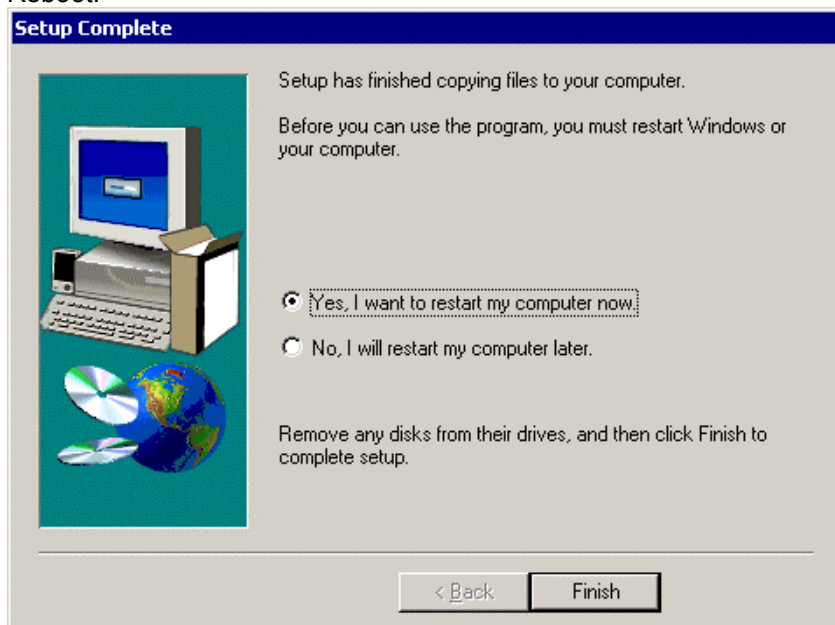 Reboot.
Setup Complete
Setup has finished copying files to your computer.
Before you can use the program, you must restart Windows or
your computer.
Yes, I want to restart my computer now.
No, I will restart my computer later.
Remove any disks from their drives, and then click Finish to
complete setup.
< Back
Finish